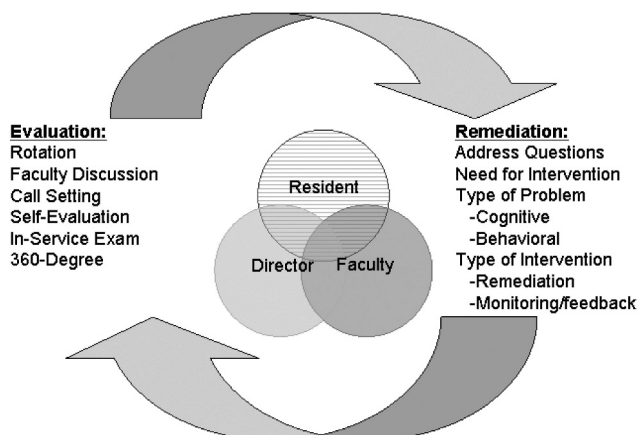 Evaluation:
Rotation
Faculty Discussion
Call Setting
Self-Evaluation
In-Service Exam
360-Degree
Resident
Director
Faculty
Remediation:
Address Questions
Need for Intervention
Type of Problem
-Cognitive
-Behavioral
Type of Intervention
-Remediation
-Monitoring/feedback